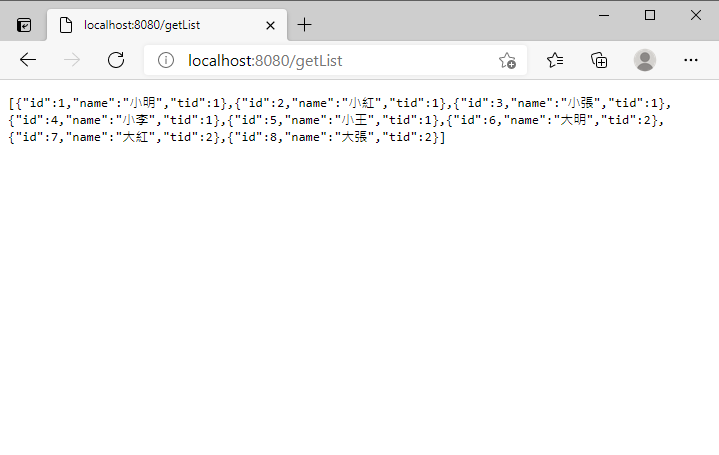 localhost:8080/getList
localhost:8080/getList
[{"id":1,"name":"小明","tid":1},{"id":2,"name":"小紅","tid":1},{"id":3,"name":"小張","tid":1},
{"id":4,"name":"小李","tid":1},{"id":5,"name":"小王","tid":1},{"id":6,"name":"大明","tid":2},
{"id":7,"name":"大紅","tid":2},{"id":8,"name":"大張","tid":2}]